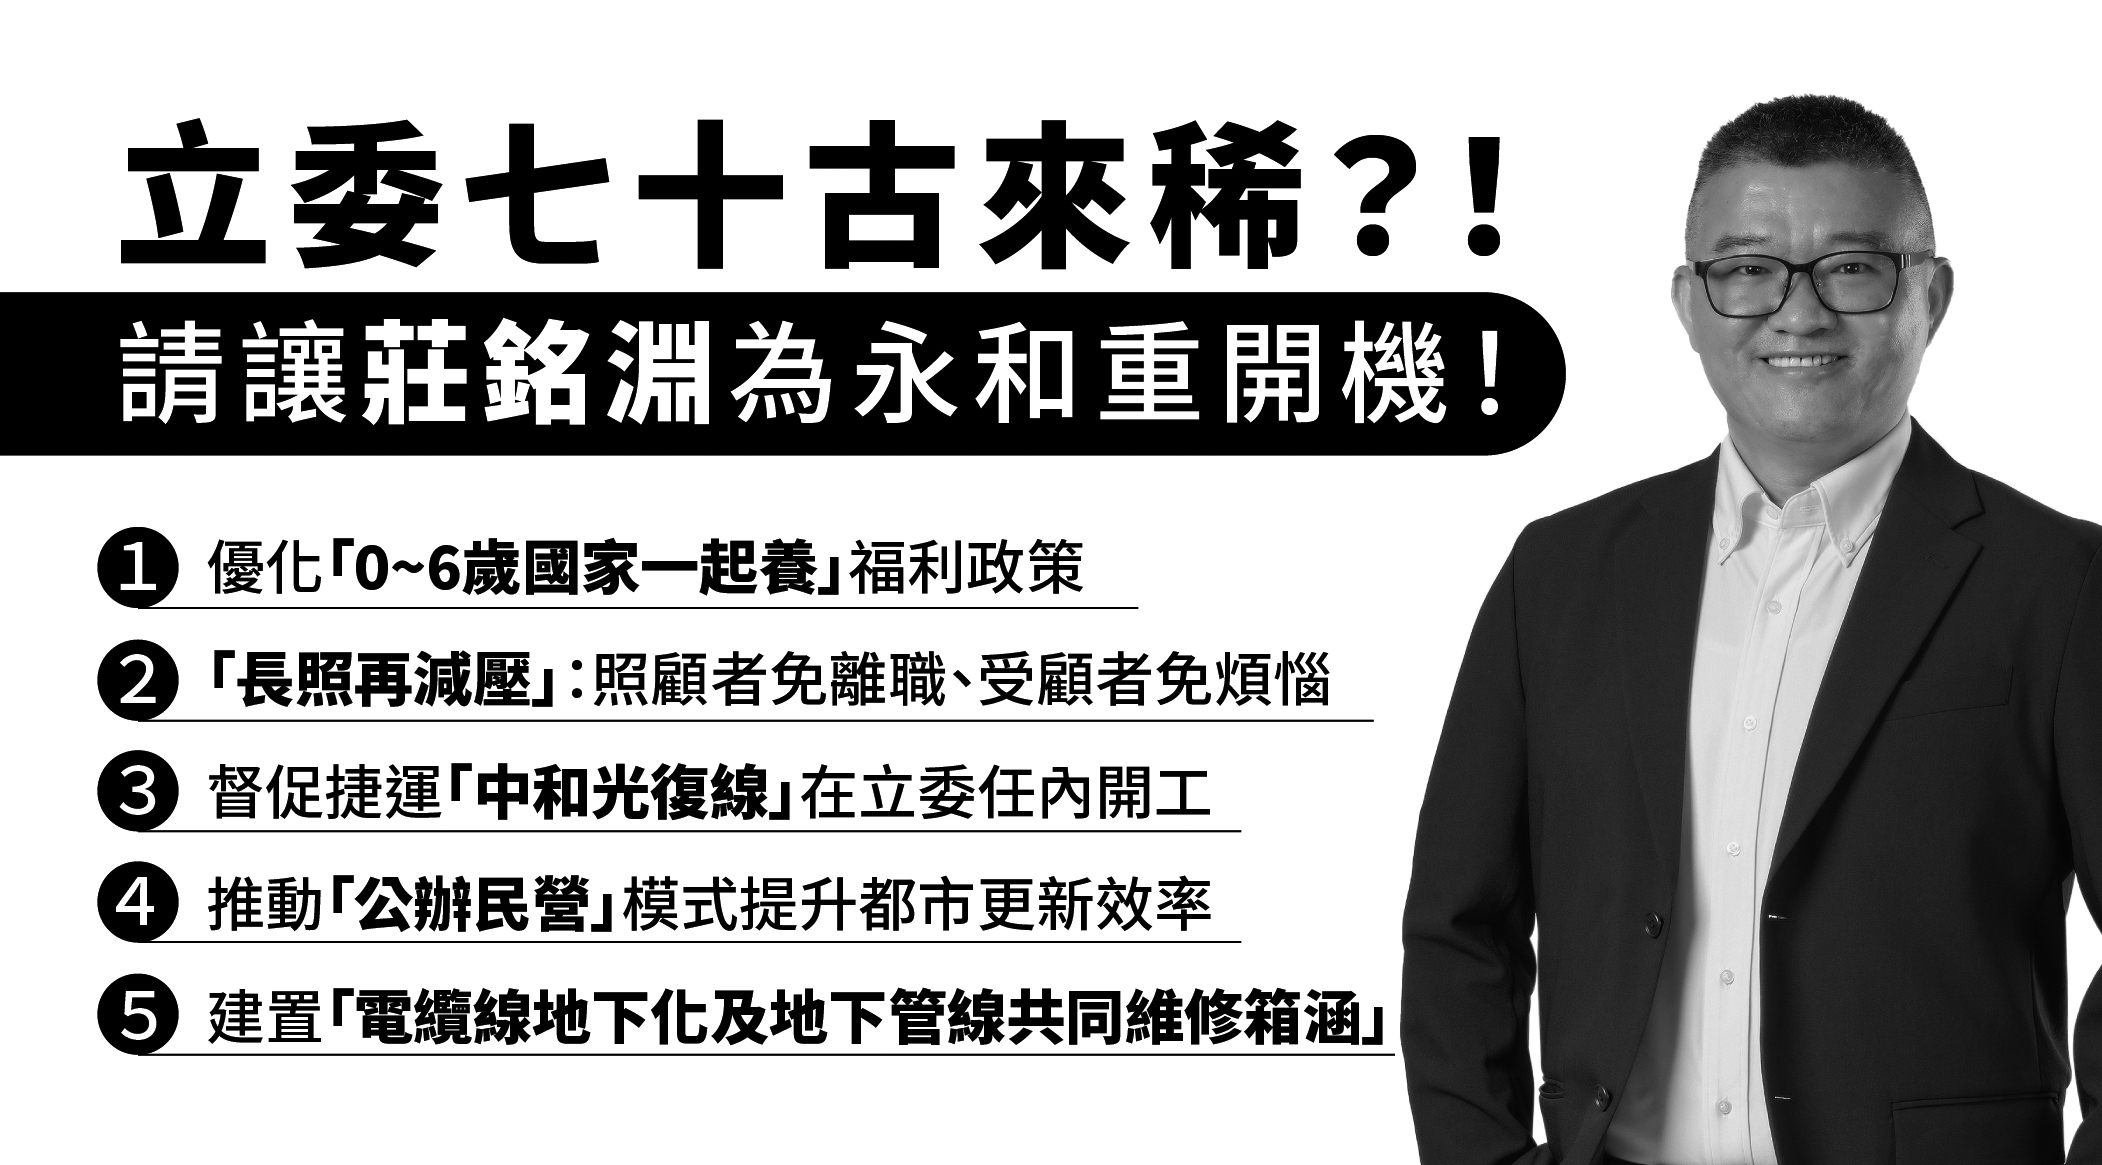 立委七十古來稀?!
請讓莊銘淵為永和重開機!
1 優化「0~6歲國家一起養」福利政策
2 「長照再減壓」:照顧者免離職、受顧者免煩惱
3 督促捷運「中和光復線」在立委任內開工
4 推動「公辦民營」模式提升都市更新效率
5 建置「電纜線地下化及地下管線共同維修箱涵」